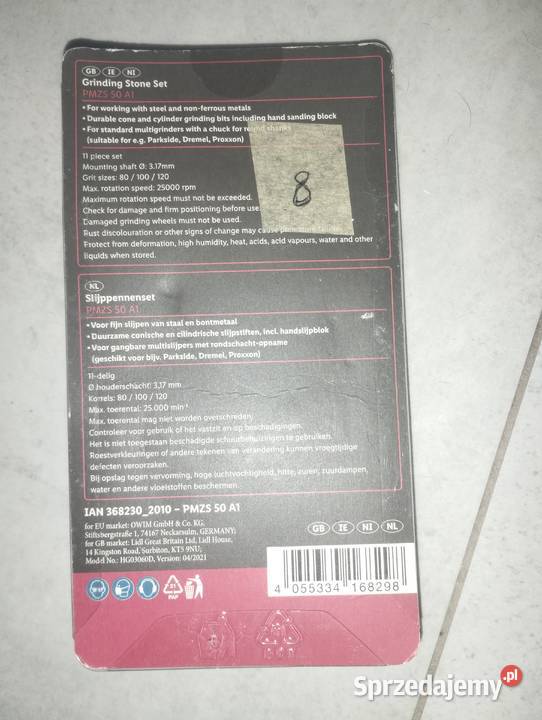 GB IE NI
Grinding Stone Set
PMZS 50 A1
• For working with steel and non-ferrous metals
• Durable cone and cylinder grinding bits including hand sanding block
• For standard multigrinders with a chuck for round shanks
(suitable for e.g. Parkside, Dremel, Proxxon)
11 piece set
Mounting shaft Ø: 3.17mm
Grit sizes: 80 / 100 / 120
Max. rotation speed: 25000 rpm
Maximum rotation speed must not be exceeded.
Check for damage and firm positioning before use.
Damaged grinding wheels must not be used.
Rust discolouration or other signs of change may cause
Protect from deformation, high humidity, heat, acids, acid vapours, water and other
liquids when stored.
8
NL
Slijppennenset
PMZS 50 A1
• Voor fijn slijpen van staal en bontmetaal
• Duurzame conische en cilindrische slijpstiften, incl. handslijpblok
• Voor gangbare multislijpers met rondschacht-opname
(geschikt voor bijv. Parkside, Dremel, Proxxon)
11-delig
Ø houderschacht: 3,17 mm
Korrels: 80 / 100 / 120
Max. toerental: 25.000 min⁻¹
Max. toerental mag niet worden overschreden.
Controleer voor gebruik of het vastzit en op beschadigingen.
Het is niet toegestaan beschadigde schuurbehuizingen te gebruiken.
Roestverkleuringen of andere tekenen van verandering kunnen vroegtijdige
defecten veroorzaken.
Bij opslag tegen vervorming, hoge luchtvochtigheid, hitte, zuren, zuurdampen,
water en andere vloeistoffen beschermen.
IAN 368230_2010 – PMZS 50 A1
for EU market: OWIM GmbH & Co. KG,
Stiftsbergstraße 1, 74167 Neckarsulm, GERMANY;
for GB market: Lidl Great Britain Ltd, Lidl House,
14 Kingston Road, Surbiton, KT5 9NU;
Model No.: HG03060D, Version: 04/2021
GB IE NI NL
4 055334 168298
21
PAP
Sprzedajemy.pl